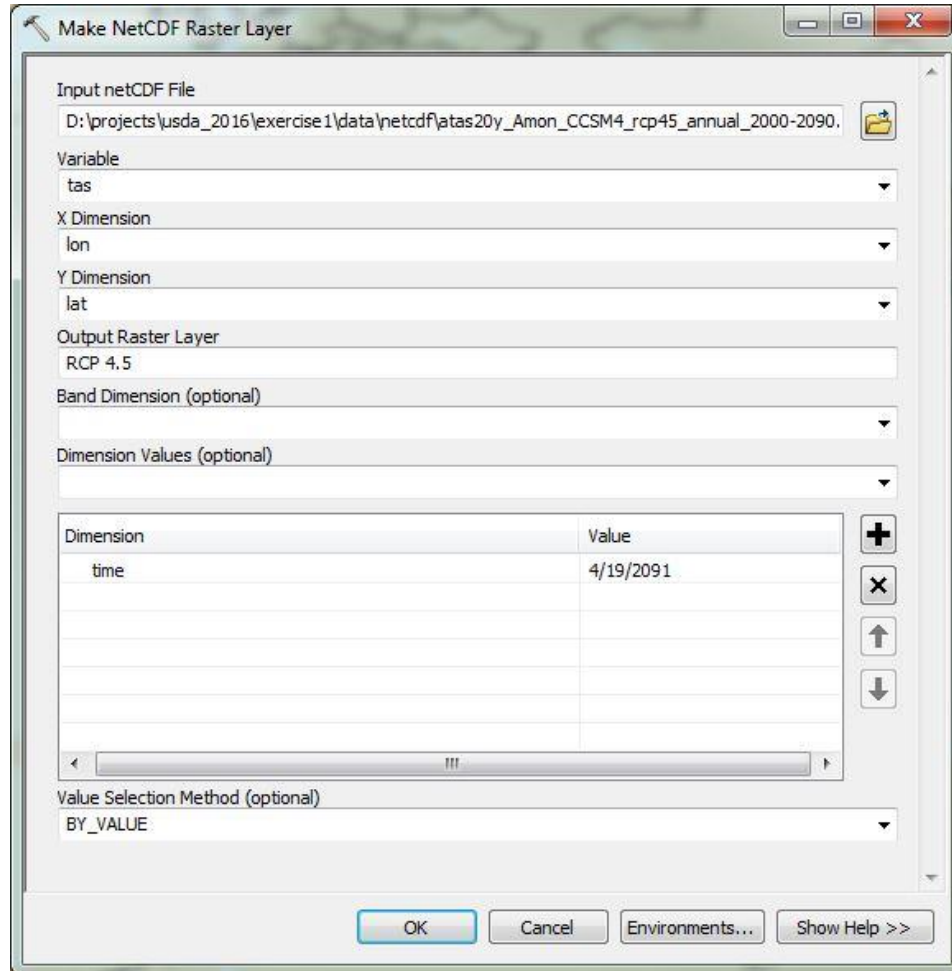 Make NetCDF Raster Layer
Input netCDF File
D:\projects\usda_2016\exercise1\data\netcdf\atas20y_Amon_CCSM4_rcp45_annual_2000-2090.
Variable
tas
X Dimension
lon
Y Dimension
lat
Output Raster Layer
RCP 4.5
Band Dimension (optional)
Dimension Values (optional)
Dimension Value
time 4/19/2091
Value Selection Method (optional)
BY_VALUE
OK Cancel Environments... Show Help >>